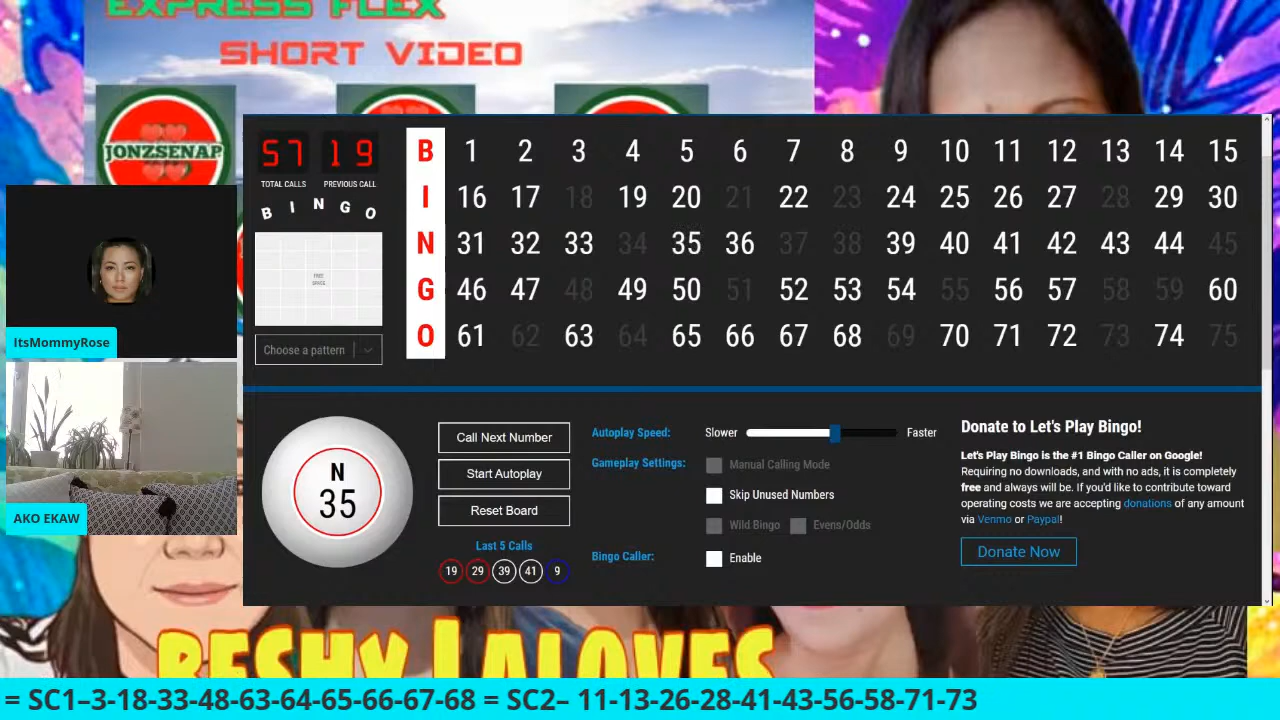 EXPRESS FLEX
SHORT VIDEO
JONZSENAP
57 19
TOTAL CALLS PREVIOUS CALL
B I N G O
FREE
SPACE
Choose a pattern
B 1 2 3 4 5 6 7 8 9 10 11 12 13 14 15
I 16 17 18 19 20 21 22 23 24 25 26 27 28 29 30
N 31 32 33 34 35 36 37 38 39 40 41 42 43 44 45
G 46 47 48 49 50 51 52 53 54 55 56 57 58 59 60
O 61 62 63 64 65 66 67 68 69 70 71 72 73 74 75
ItsMommyRose
AKO EKAW
N
35
Call Next Number
Start Autoplay
Reset Board
Last 5 Calls
19 29 39 41 9
Autoplay Speed: Slower Faster
Gameplay Settings: Manual Calling Mode
Skip Unused Numbers
Wild Bingo Evens/Odds
Bingo Caller: Enable
Donate to Let's Play Bingo!
Let's Play Bingo is the #1 Bingo Caller on Google!
Requiring no downloads, and with no ads, it is completely
free and always will be. If you'd like to contribute toward
operating costs we are accepting donations of any amount
via Venmo or Paypal!
Donate Now
BESHY LALOVES
= SC1–3-18-33-48-63-64-65-66-67-68 = SC2– 11-13-26-28-41-43-56-58-71-73